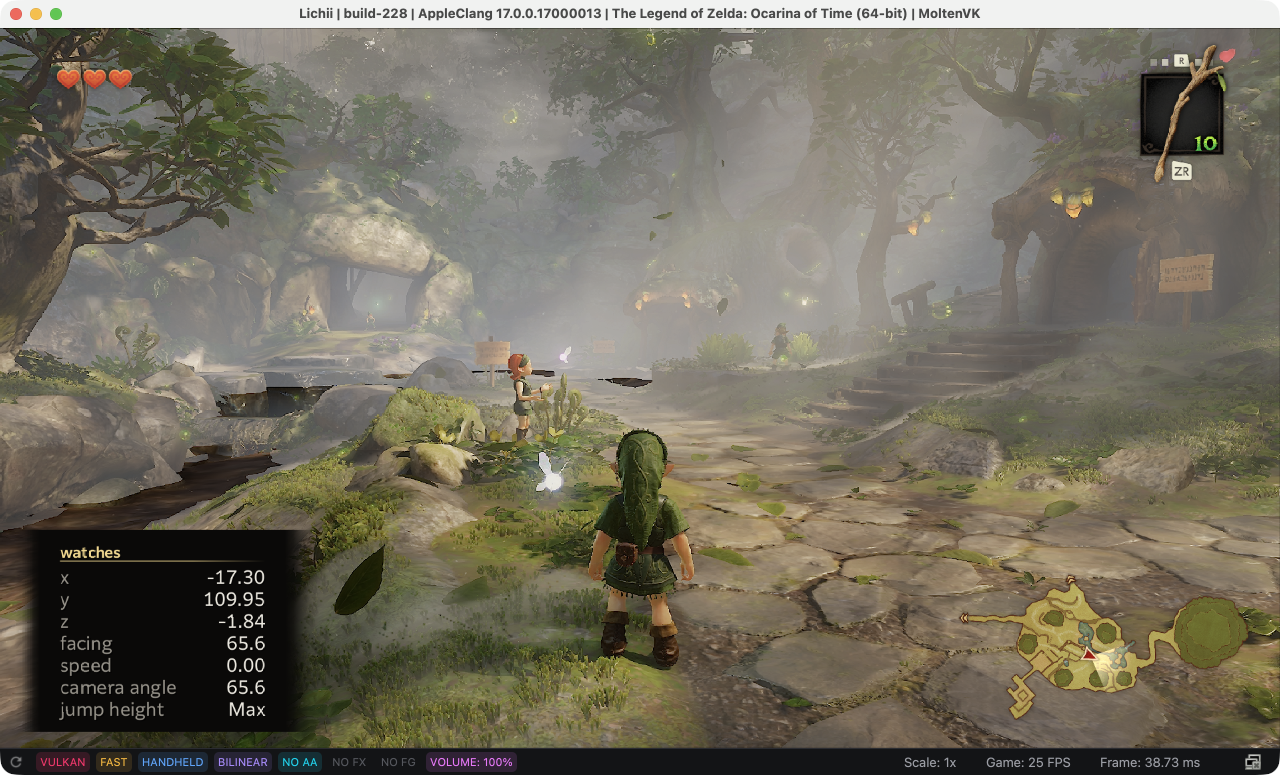 Lichii | build-228 | AppleClang 17.0.0.17000013 | The Legend of Zelda: Ocarina of Time (64-bit) | MoltenVK
R
10
ZR
watches
x -17.30
y 109.95
z -1.84
facing 65.6
speed 0.00
camera angle 65.6
jump height Max
VULKAN FAST HANDHELD BILINEAR NO AA NO FX NO FG VOLUME: 100% Scale: 1x Game: 25 FPS Frame: 38.73 ms